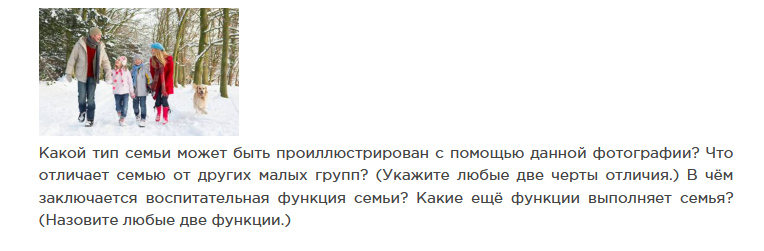 Какой тип семьи может быть проиллюстрирован с помощью данной фотографии? Что
отличает семью от других малых групп? (Укажите любые две черты отличия.) В чём
заключается воспитательная функция семьи? Какие ещё функции выполняет семья?
(Назовите любые две функции.)